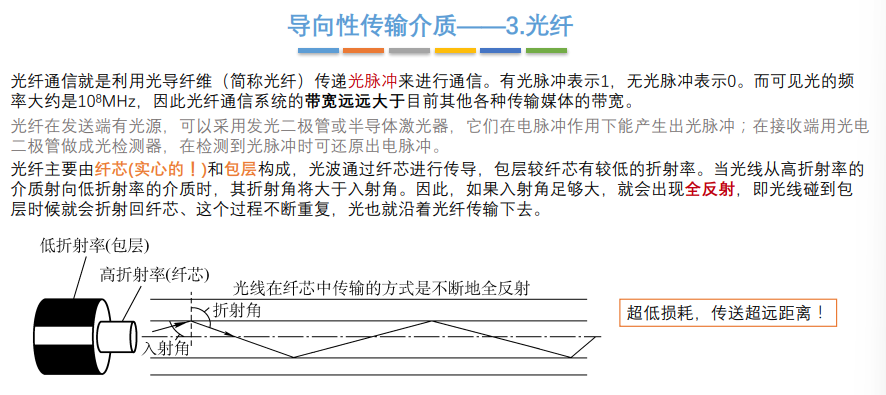 导向性传输介质——3.光纤
光纤通信就是利用光导纤维（简称光纤）传递光脉冲来进行通信。有光脉冲表示1，无光脉冲表示0。而可见光的频
率大约是10⁸MHz，因此光纤通信系统的带宽远远大于目前其他各种传输媒体的带宽。
光纤在发送端有光源，可以采用发光二极管或半导体激光器，它们在电脉冲作用下能产生出光脉冲；在接收端用光电
二极管做成光检测器，在检测到光脉冲时可还原出电脉冲。
光纤主要由纤芯(实心的！)和包层构成，光波通过纤芯进行传导，包层较纤芯有较低的折射率。当光线从高折射率的
介质射向低折射率的介质时，其折射角将大于入射角。因此，如果入射角足够大，就会出现全反射，即光线碰到包
层时候就会折射回纤芯、这个过程不断重复，光也就沿着光纤传输下去。
低折射率(包层)
高折射率(纤芯)
光线在纤芯中传输的方式是不断地全反射
折射角
入射角
超低损耗，传送超远距离！